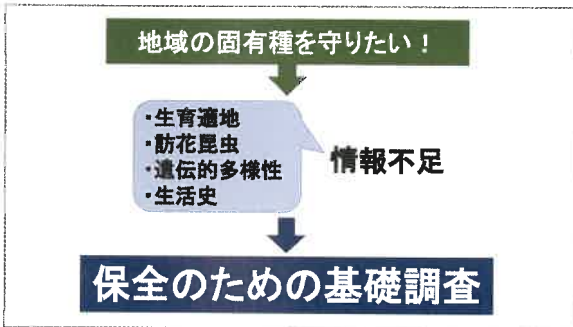 地域の固有種を守りたい！
・生育適地
・訪花昆虫
・遺伝的多様性
・生活史
情報不足
保全のための基礎調査